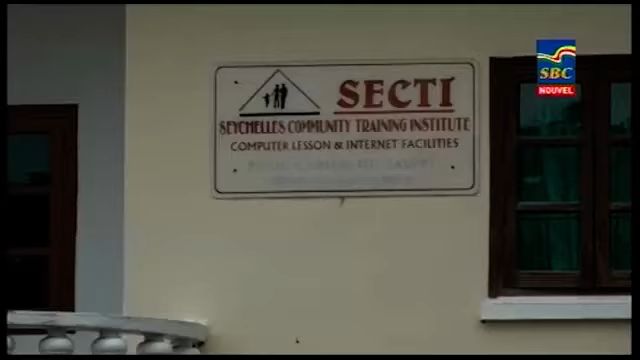 SECTI
SEYCHELLES COMMUNITY TRAINING INSTITUTE
COMPUTER LESSON & INTERNET FACILITIES
SBC
NOUVEL